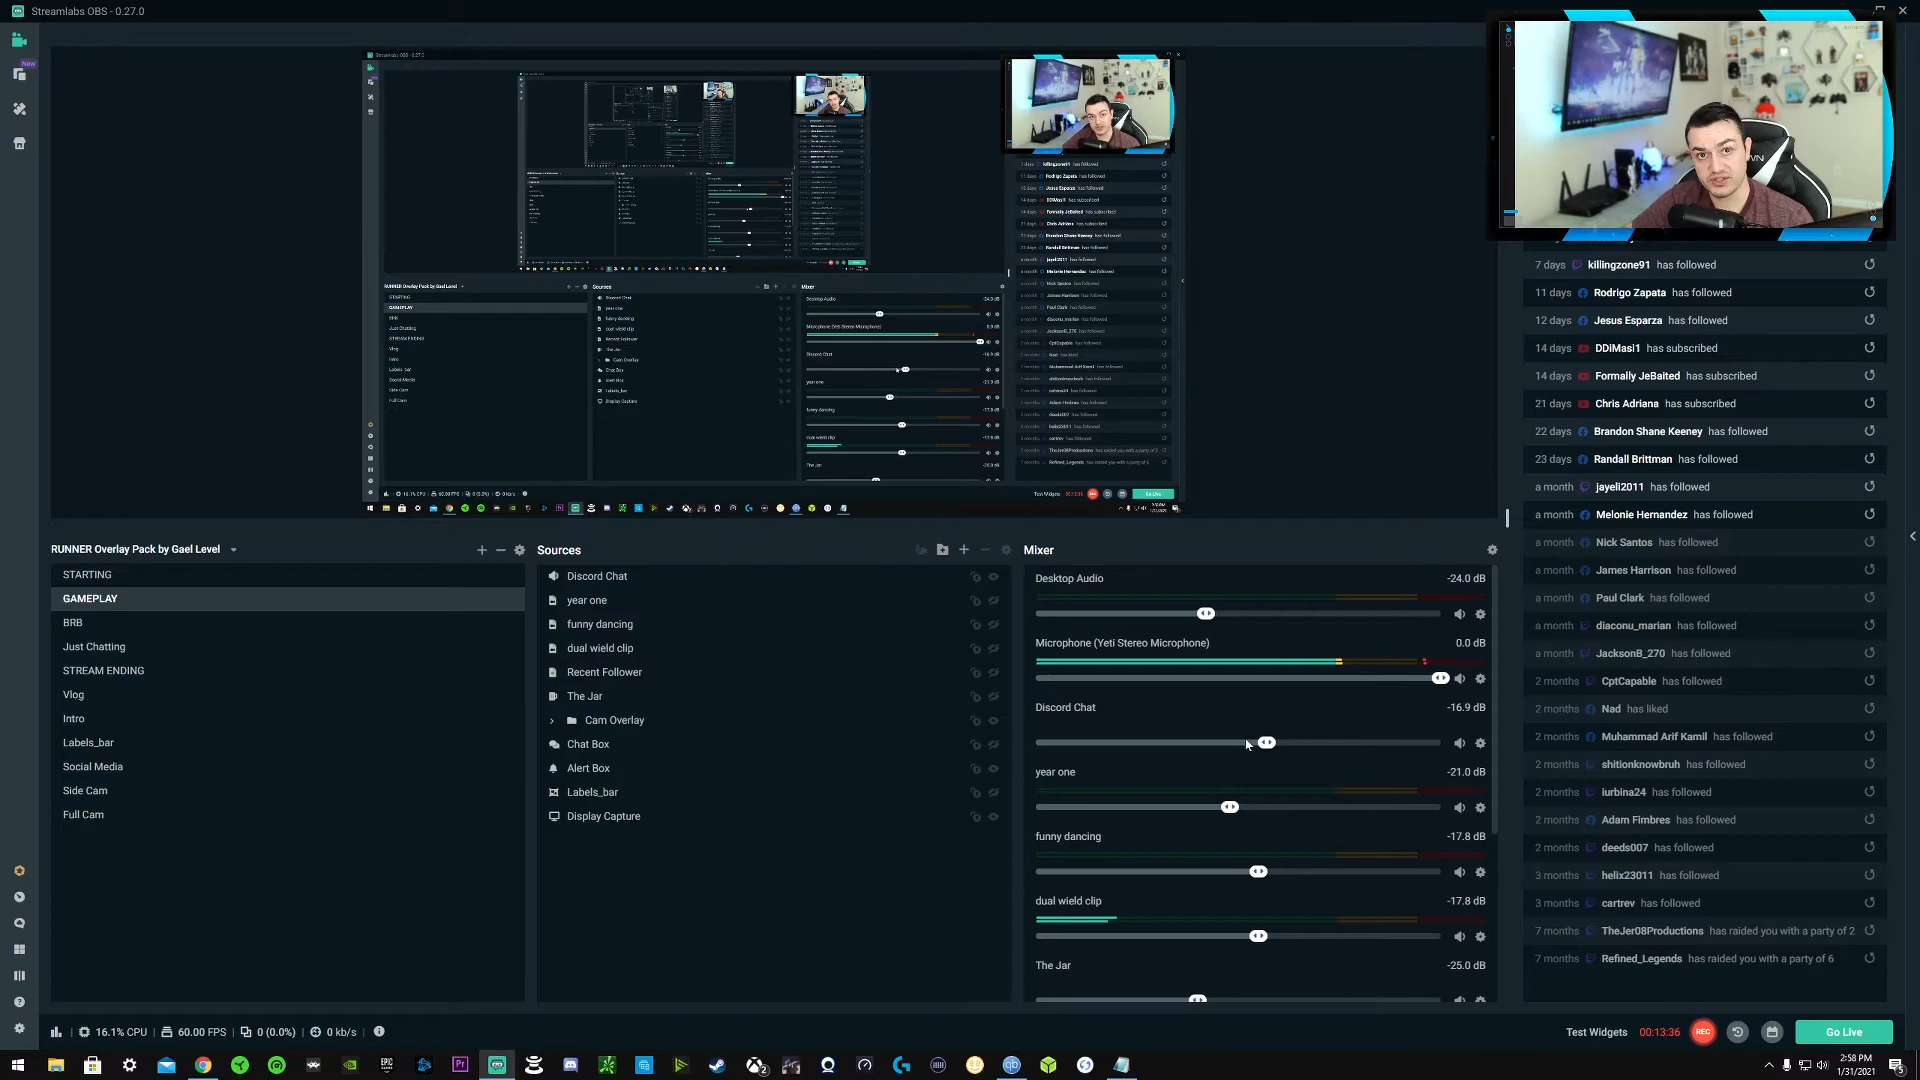 Streamlabs OBS - 0.27.0
New
RUNNER Overlay Pack by Gael Level
STARTING
GAMEPLAY
BRB
Just Chatting
STREAM ENDING
Vlog
Intro
Labels_bar
Social Media
Side Cam
Full Cam
Sources
Discord Chat
year one
funny dancing
dual wield clip
Recent Follower
The Jar
Cam Overlay
Chat Box
Alert Box
Labels_bar
Display Capture
Mixer
Desktop Audio -24.0 dB
Microphone (Yeti Stereo Microphone) 0.0 dB
Discord Chat -16.9 dB
year one -21.0 dB
funny dancing -17.8 dB
dual wield clip -17.8 dB
The Jar -25.0 dB
7 days killingzone91 has followed
11 days Rodrigo Zapata has followed
12 days Jesus Esparza has followed
14 days DDiMasi1 has subscribed
14 days Formally JeBaited has subscribed
21 days Chris Adriana has subscribed
22 days Brandon Shane Keeney has followed
23 days Randall Brittman has followed
a month jayeli2011 has followed
a month Melonie Hernandez has followed
a month Nick Santos has followed
a month James Harrison has followed
a month Paul Clark has followed
a month diaconu_marian has followed
a month JacksonB_270 has followed
2 months CptCapable has followed
2 months Nad has liked
2 months Muhammad Arif Kamil has followed
2 months shitionknowbruh has followed
2 months iurbina24 has followed
2 months Adam Fimbres has followed
2 months deeds007 has followed
3 months helix23011 has followed
3 months cartrev has followed
7 months TheJer08Productions has raided you with a party of 2
7 months Refined_Legends has raided you with a party of 6
16.1% CPU 60.00 FPS 0 (0.0%) 0 kb/s
Test Widgets 00:13:36 REC Go Live
2:58 PM
1/31/2021